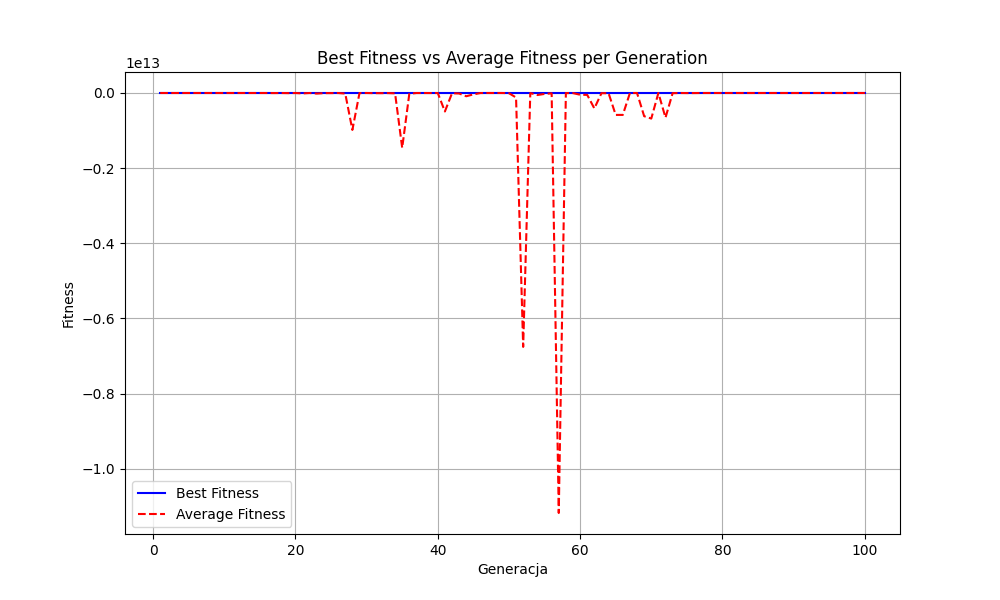 Best Fitness vs Average Fitness per Generation
1e13
0.0
−0.2
−0.4
−0.6
−0.8
−1.0
Fitness
Best Fitness
Average Fitness
0 20 40 60 80 100
Generacja